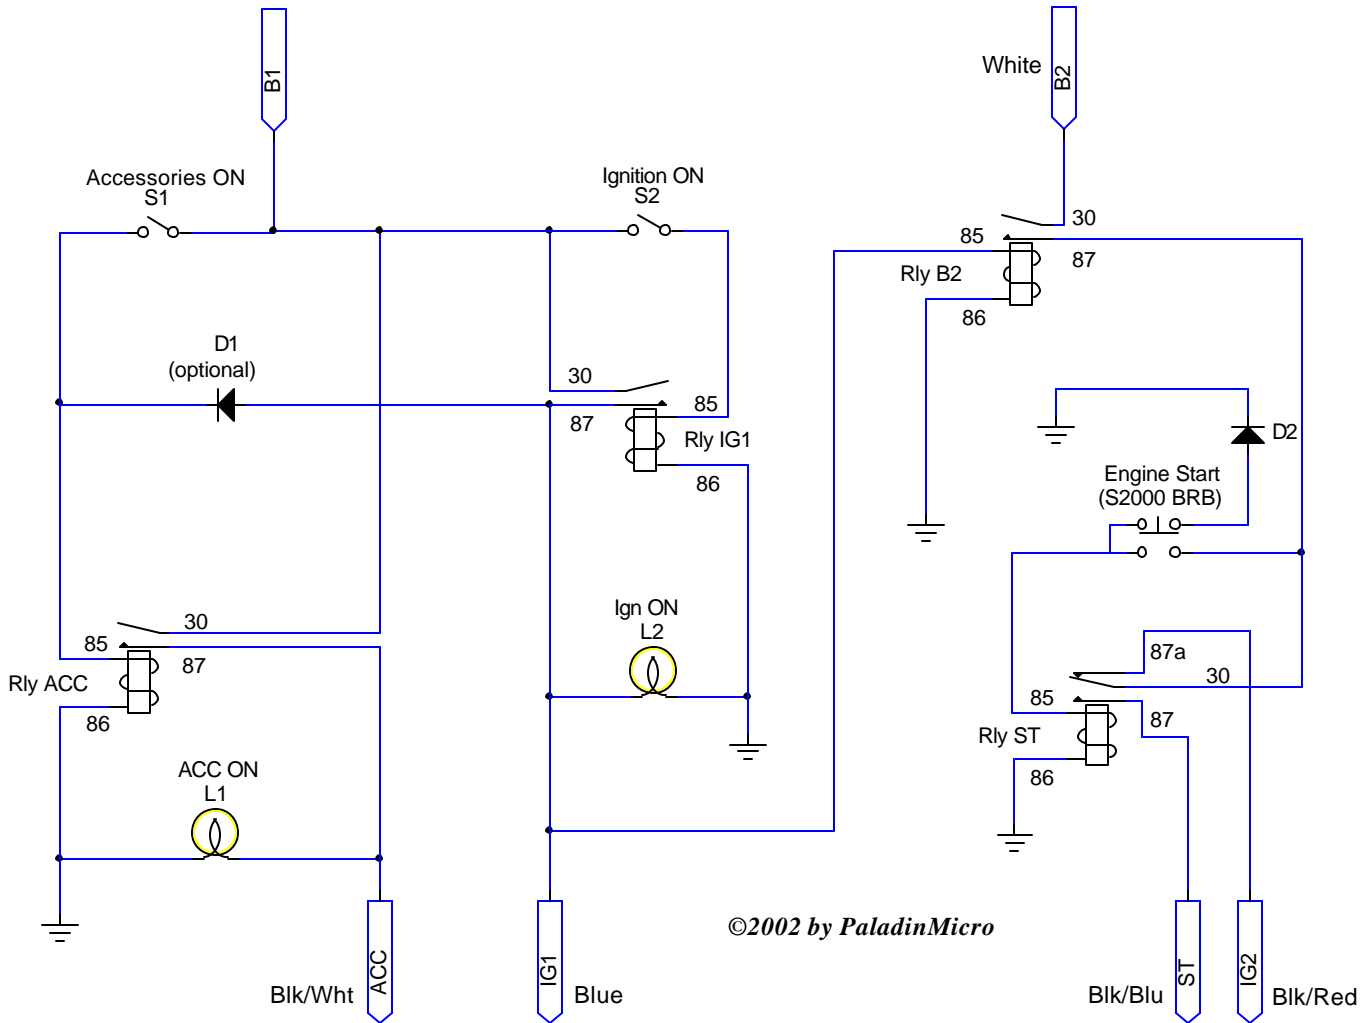 B1
White
B2
Accessories ON
S1
Ignition ON
S2
30
85
87
Rly B2
86
D1
(optional)
30
85
87
Rly IG1
86
D2
Engine Start
(S2000 BRB)
Ign ON
L2
30
85
87
Rly ACC
86
87a
30
85
87
Rly ST
86
ACC ON
L1
©2002 by PaladinMicro
ACC
Blk/Wht
IG1
Blue
ST
Blk/Blu
IG2
Blk/Red